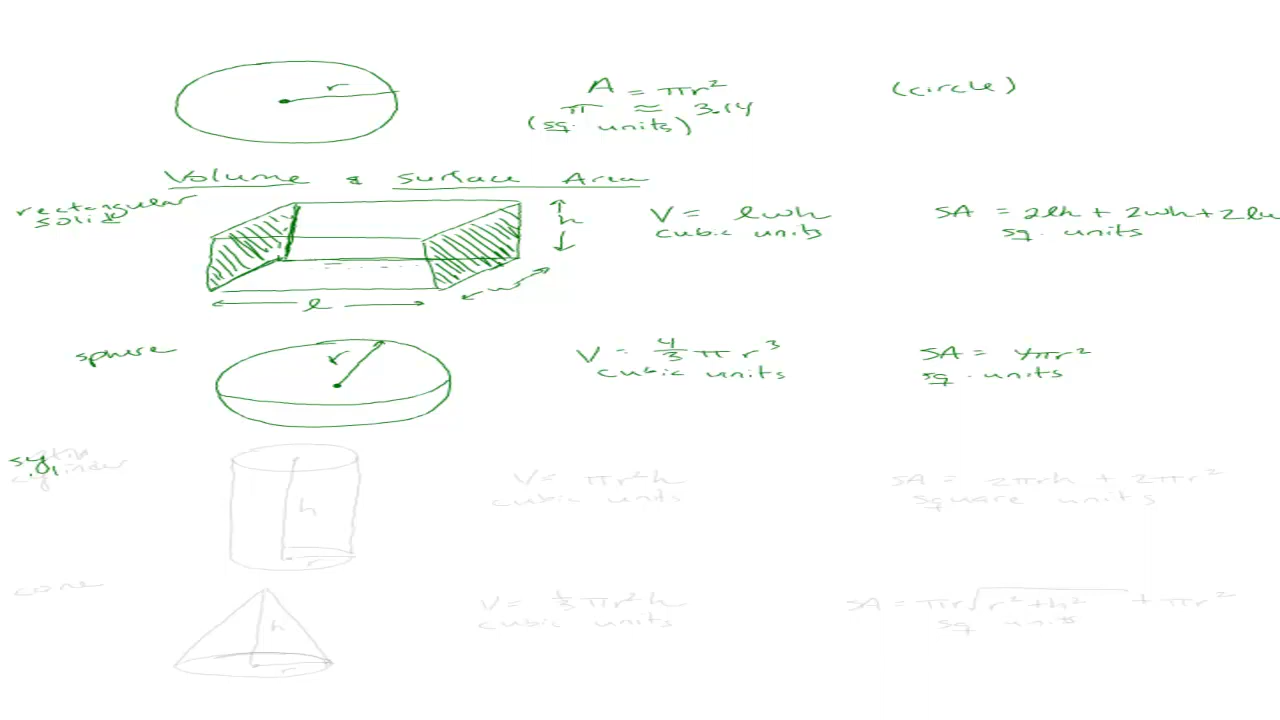 r
A = πr²
(circle)
π ≈ 3.14
(sq. units)
Volume & Surface Area
rectangular
solid
h
w
l
V = lwh
cubic units
SA = 2lh + 2wh + 2lw
sq. units
sphere
r
V = 4/3 πr³
cubic units
SA = 4πr²
sq. units
cylinder
h
r
V = πr²h
cubic units
SA = 2πrh + 2πr²
square units
cone
h
r
V = 1/3 πr²h
cubic units
SA = πr√(r² + h²) + πr²
sq units